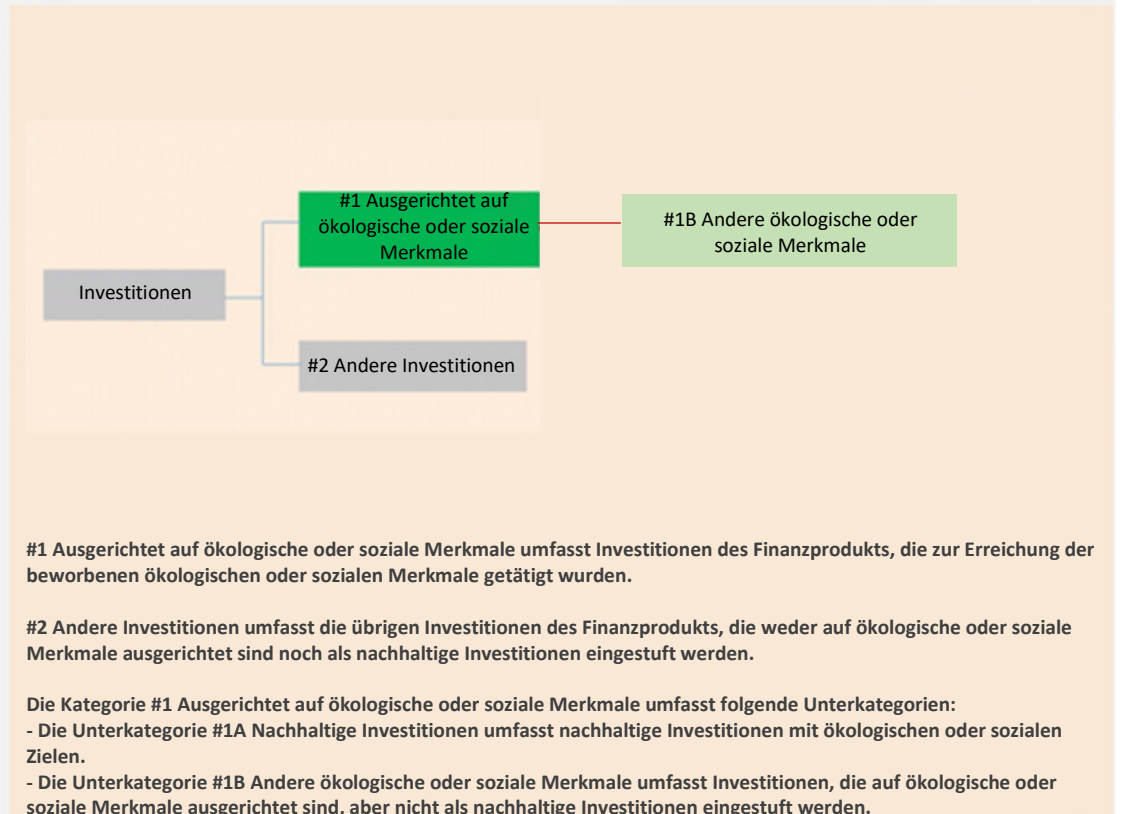 #1 Ausgerichtet auf
ökologische oder soziale
Merkmale
#1B Andere ökologische oder
soziale Merkmale
Investitionen
#2 Andere Investitionen
#1 Ausgerichtet auf ökologische oder soziale Merkmale umfasst Investitionen des Finanzprodukts, die zur Erreichung der
beworbenen ökologischen oder sozialen Merkmale getätigt wurden.
#2 Andere Investitionen umfasst die übrigen Investitionen des Finanzprodukts, die weder auf ökologische oder soziale
Merkmale ausgerichtet sind noch als nachhaltige Investitionen eingestuft werden.
Die Kategorie #1 Ausgerichtet auf ökologische oder soziale Merkmale umfasst folgende Unterkategorien:
- Die Unterkategorie #1A Nachhaltige Investitionen umfasst nachhaltige Investitionen mit ökologischen oder sozialen
Zielen.
- Die Unterkategorie #1B Andere ökologische oder soziale Merkmale umfasst Investitionen, die auf ökologische oder
soziale Merkmale ausgerichtet sind, aber nicht als nachhaltige Investitionen eingestuft werden.